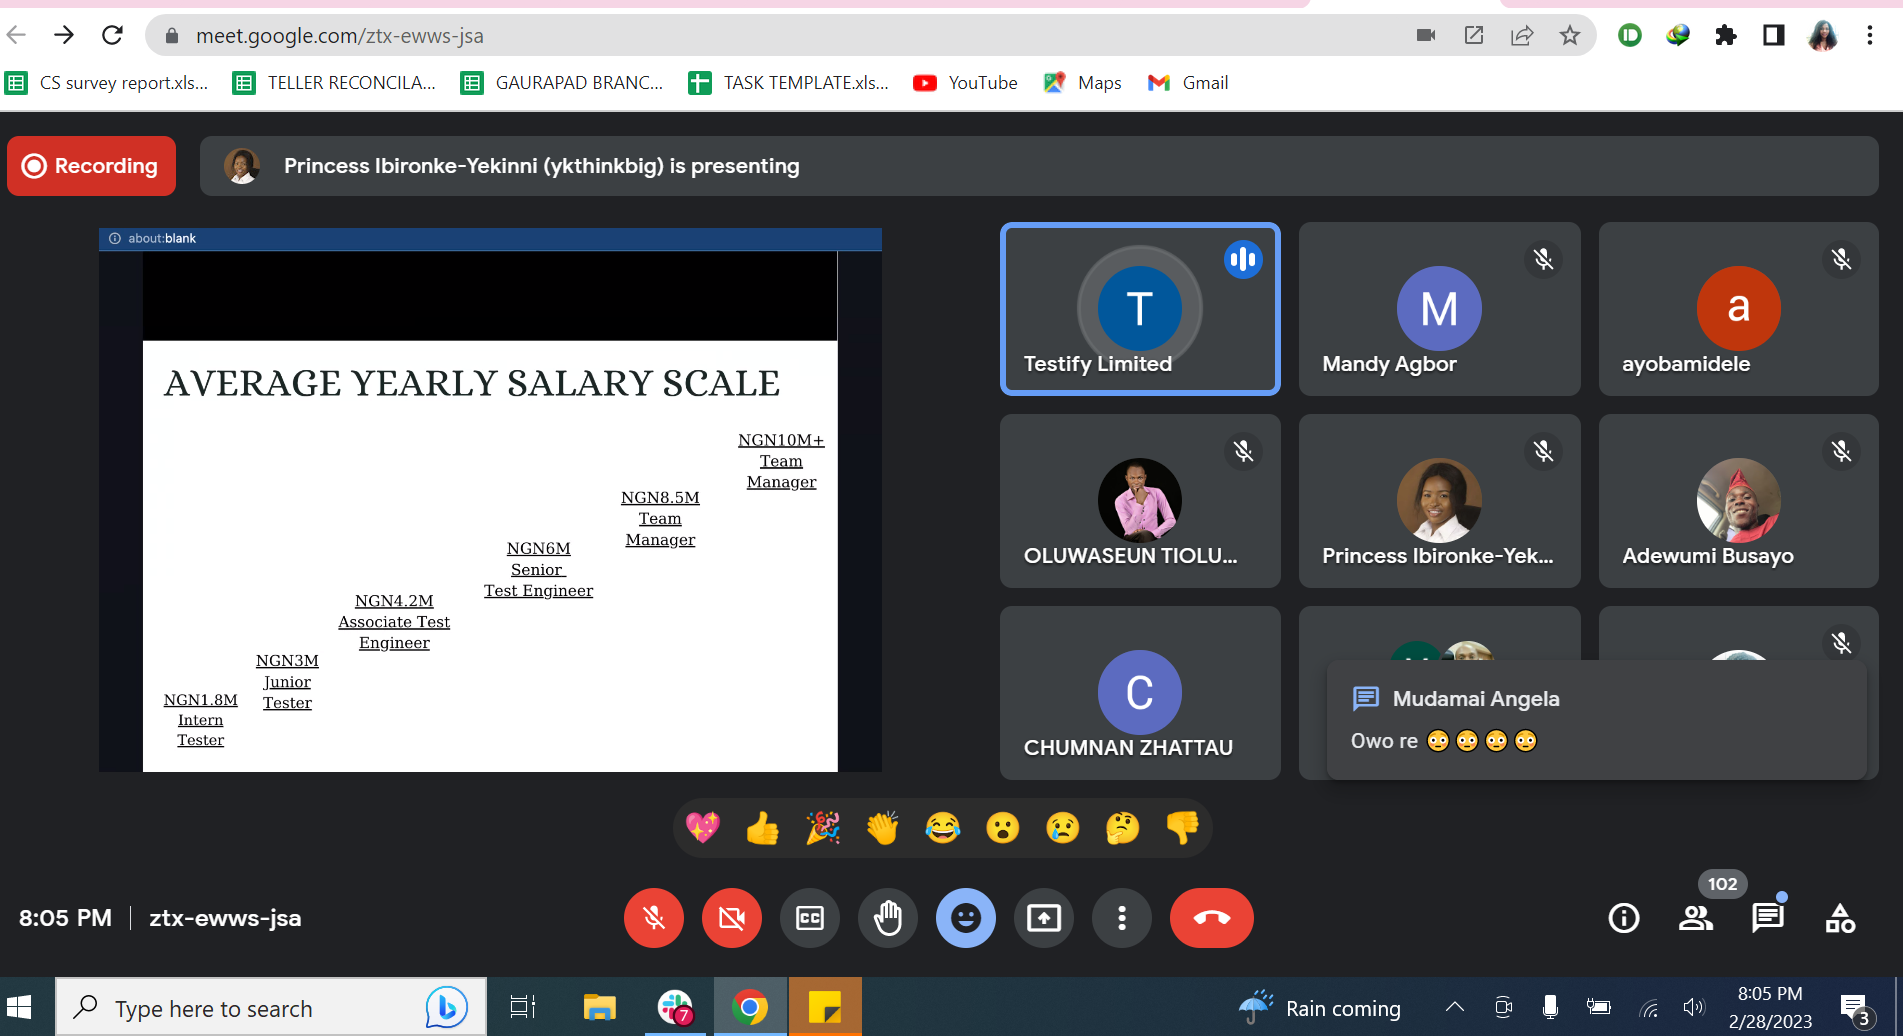 meet.google.com/ztx-ewws-jsa
CS survey report.xls...
TELLER RECONCILA...
GAURAPAD BRANC...
TASK TEMPLATE.xls...
YouTube
Maps
Gmail
Recording
Princess Ibironke-Yekinni (ykthinkbig) is presenting
about:blank
AVERAGE YEARLY SALARY SCALE
NGN10M+
Team
Manager
NGN8.5M
Team
Manager
NGN6M
Senior
Test Engineer
NGN4.2M
Associate Test
Engineer
NGN3M
Junior
Tester
NGN1.8M
Intern
Tester
T
Testify Limited
M
Mandy Agbor
a
ayobamidele
OLUWASEUN TIOLU...
Princess Ibironke-Yek...
Adewumi Busayo
C
CHUMNAN ZHATTAU
Mudamai Angela
Owo re 😳😳😳😳
8:05 PM
ztx-ewws-jsa
CC
102
Type here to search
7
Rain coming
8:05 PM
2/28/2023
3